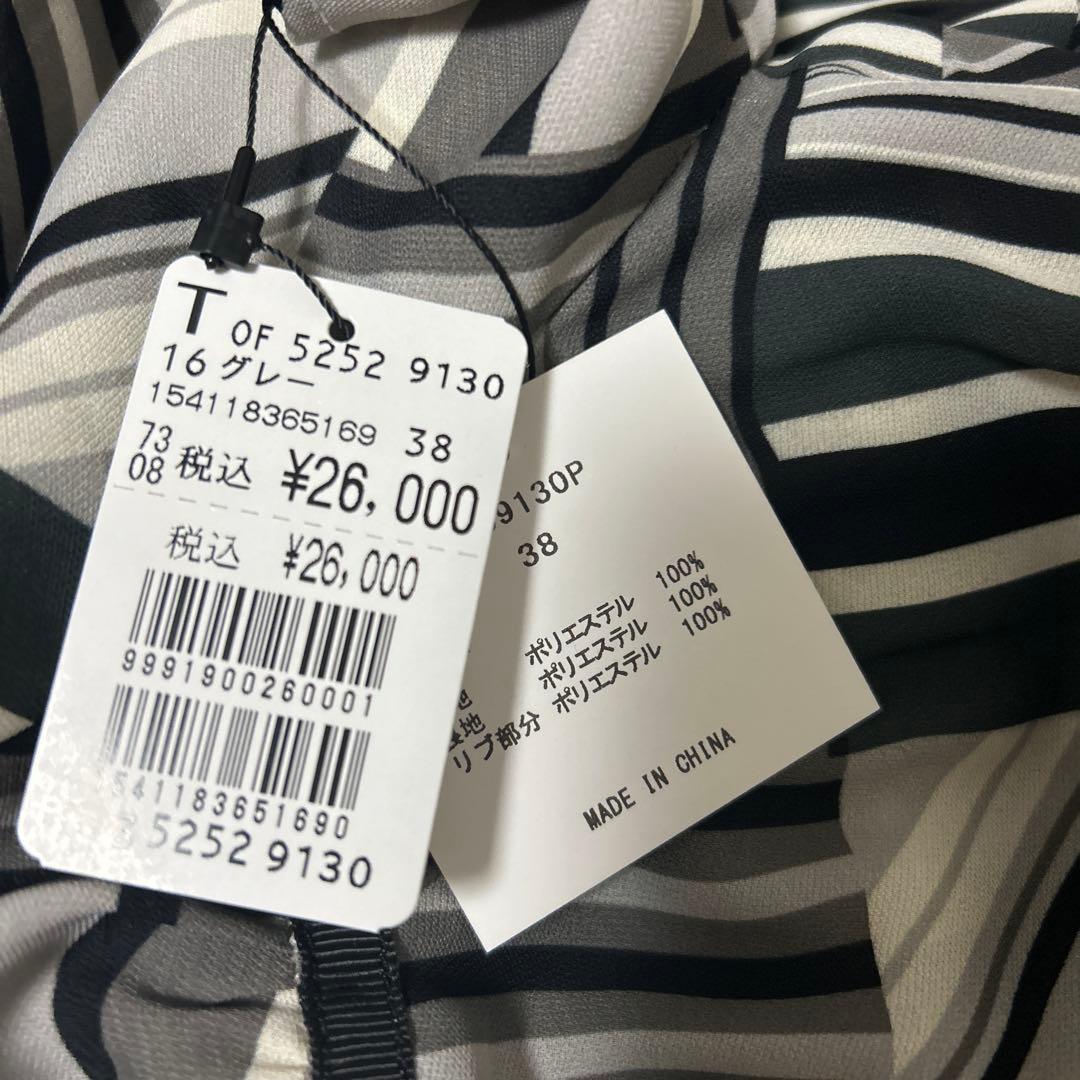 T OF 5252 9130
16 グレー
154118365169 38
73
08 税込 ¥26,000
税込 ¥26,000
9991900260001
541183651690
5252 9130
9130P
38
ポリエステル 100%
ポリエステル 100%
リブ部分 ポリエステル 100%
MADE IN CHINA